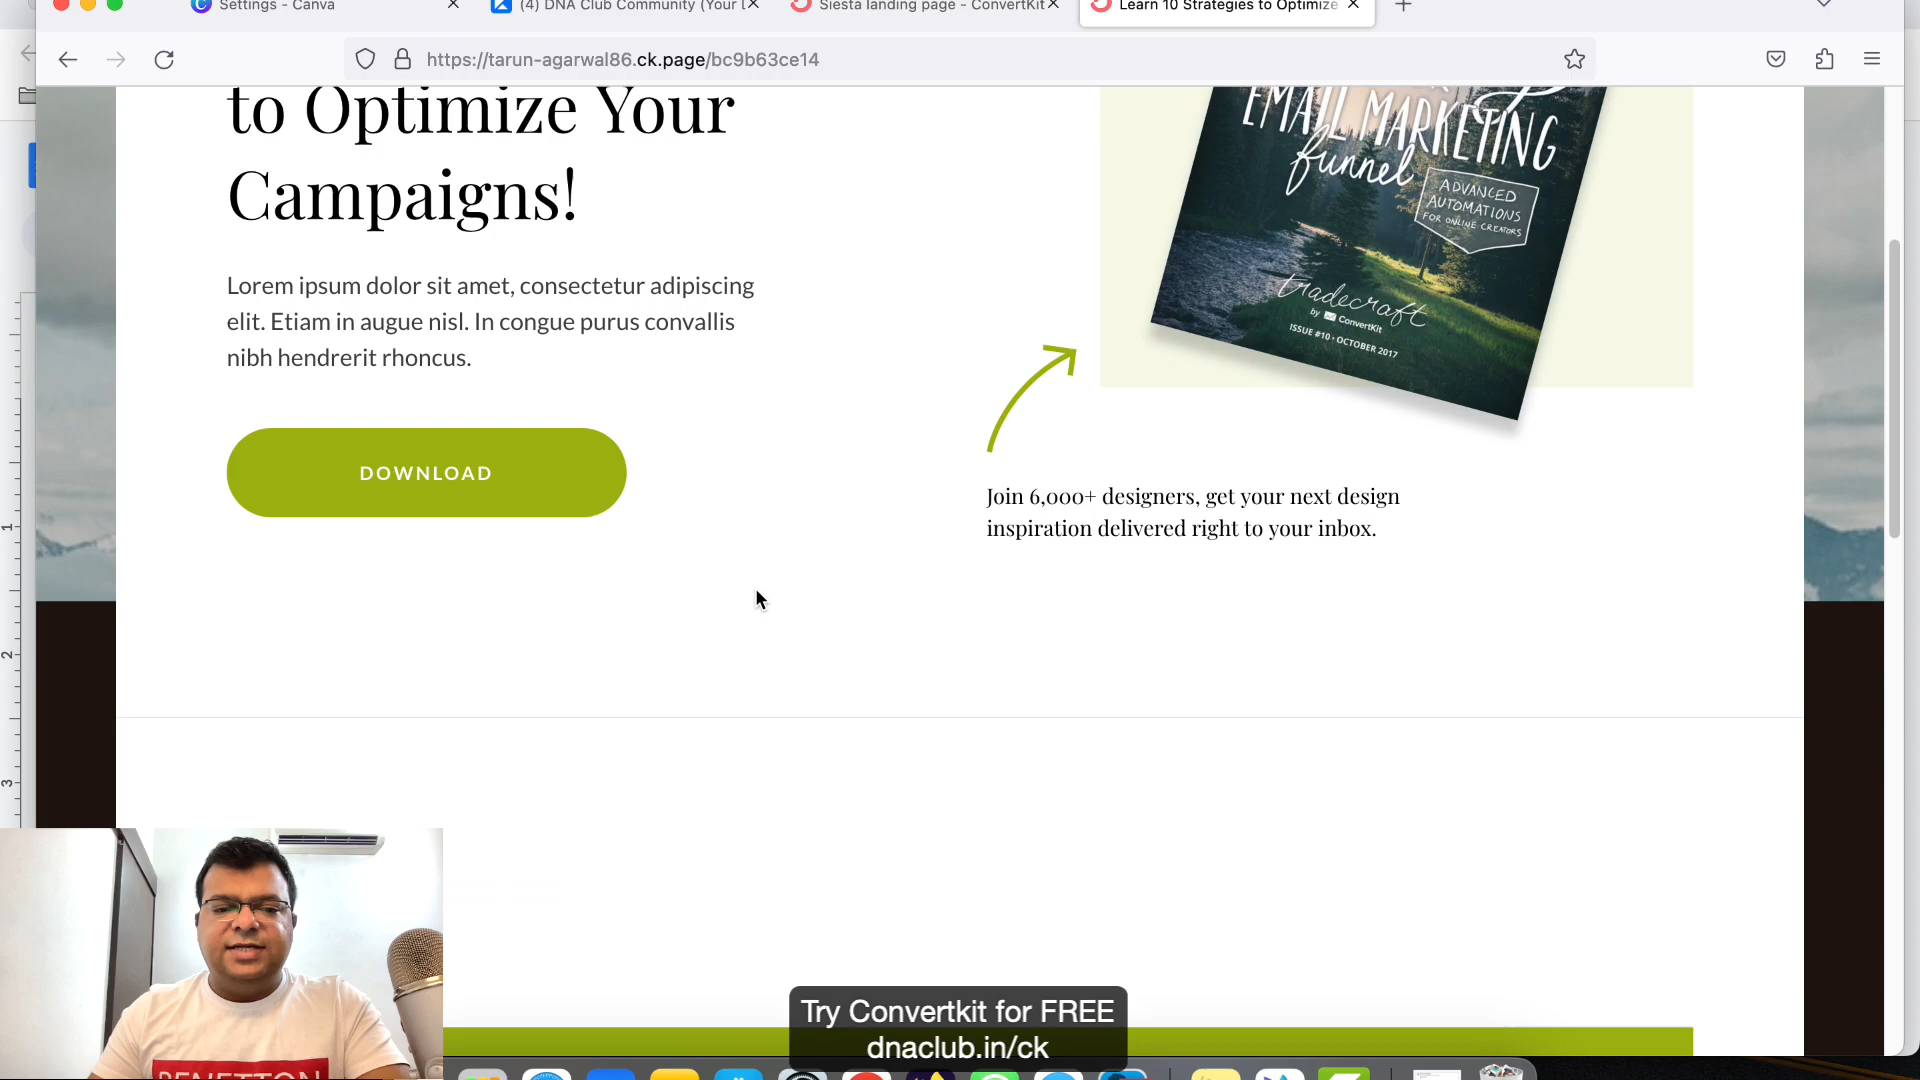 Settings - Canva
(4) DNA Club Community (Your D
Siesta landing page - ConvertKit
Learn 10 Strategies to Optimize
https://tarun-agarwal86.ck.page/bc9b63ce14
to Optimize Your
Campaigns!
Lorem ipsum dolor sit amet, consectetur adipiscing
elit. Etiam in augue nisl. In congue purus convallis
nibh hendrerit rhoncus.
DOWNLOAD
EMAIL MARKETING
funnel
ADVANCED
AUTOMATIONS
FOR ONLINE CREATORS
tradecraft
by ConvertKit
ISSUE #10 • OCTOBER 2017
Join 6,000+ designers, get your next design
inspiration delivered right to your inbox.
1
2
3
BENETTON
Try Convertkit for FREE
dnaclub.in/ck